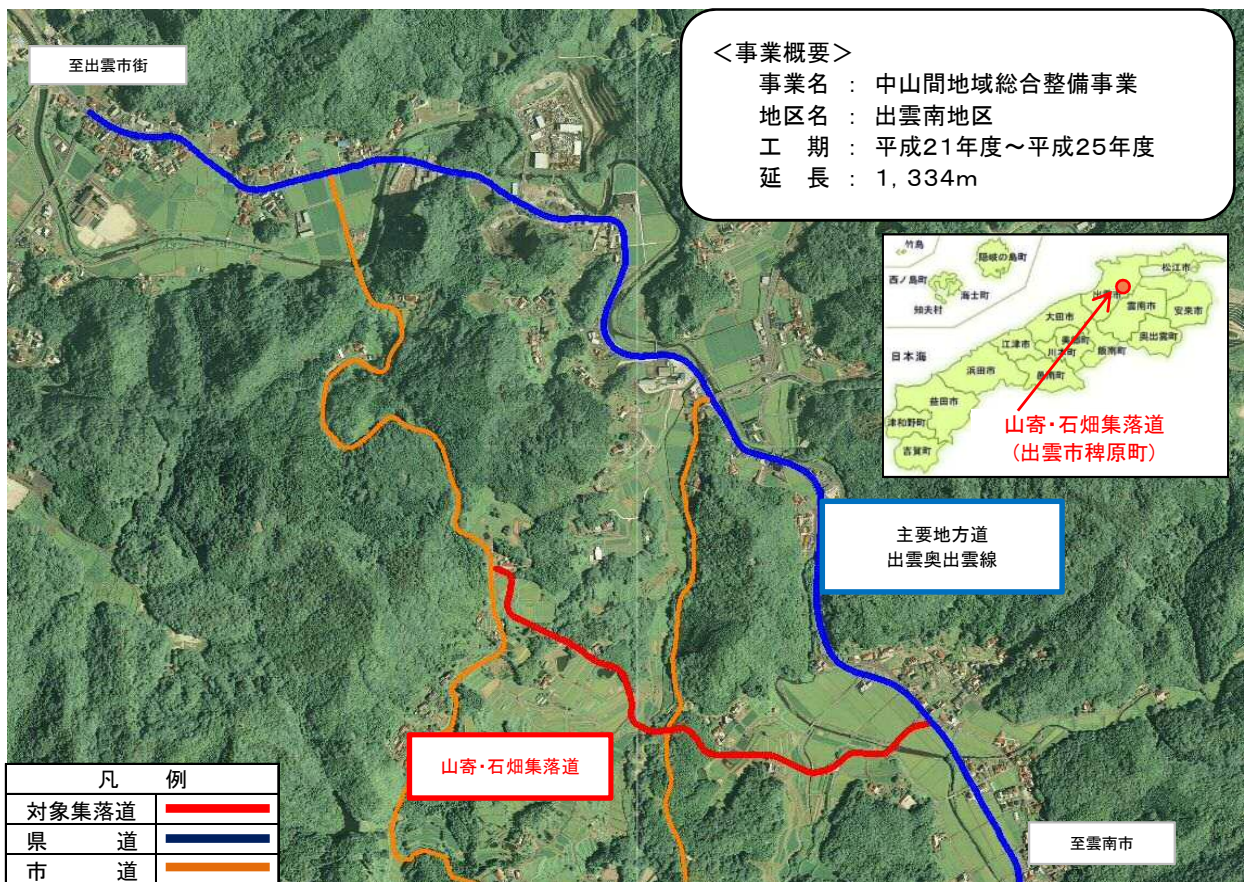 至出雲市街
＜事業概要＞
事業名 ： 中山間地域総合整備事業
地区名 ： 出雲南地区
工 期 ： 平成21年度～平成25年度
延 長 ： 1，334m
竹島
隠岐の島町
西ノ島町
海士町
知夫村
松江市
出雲市
雲南市
安来市
大田市
奥出雲町
江津市
美郷町
川本町
飯南町
日本海
浜田市
邑南町
益田市
津和野町
吉賀町
山寄・石畑集落道
（出雲市稗原町）
主要地方道
出雲奥出雲線
山寄・石畑集落道
凡 例
対象集落道
県 道
市 道
至雲南市